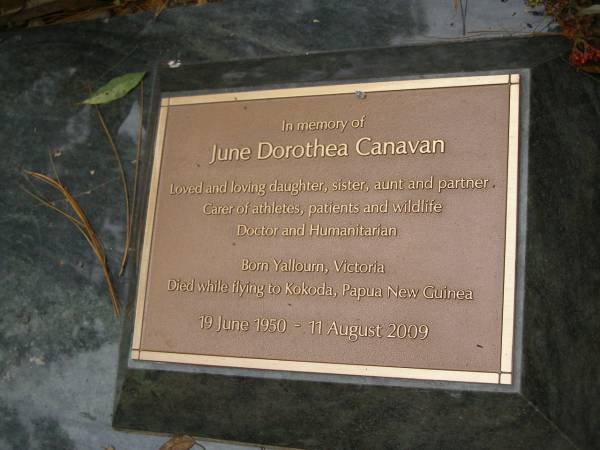 In memory of
June Dorothea Canavan
Loved and loving daughter, sister, aunt and partner
Carer of athletes, patients and wildlife
Doctor and Humanitarian
Born Yallourn, Victoria
Died while flying to Kokoda, Papua New Guinea
19 June 1950 - 11 August 2009